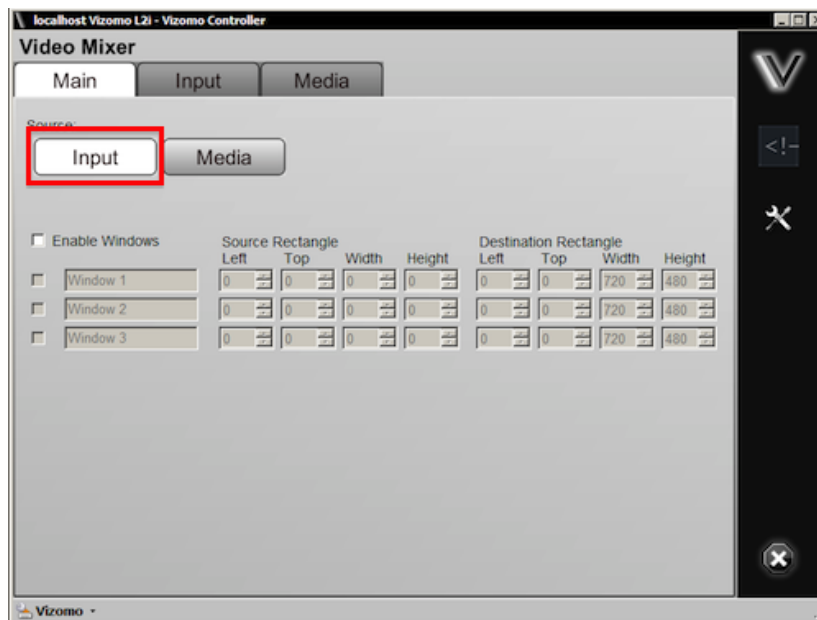 localhost Vizomo L2i - Vizomo Controller
Video Mixer
Main Input Media
Source:
Input Media
Enable Windows Source Rectangle Destination Rectangle
Left Top Width Height Left Top Width Height
Window 1 0 0 0 0 0 0 720 480
Window 2 0 0 0 0 0 0 720 480
Window 3 0 0 0 0 0 0 720 480
<!-
Vizomo